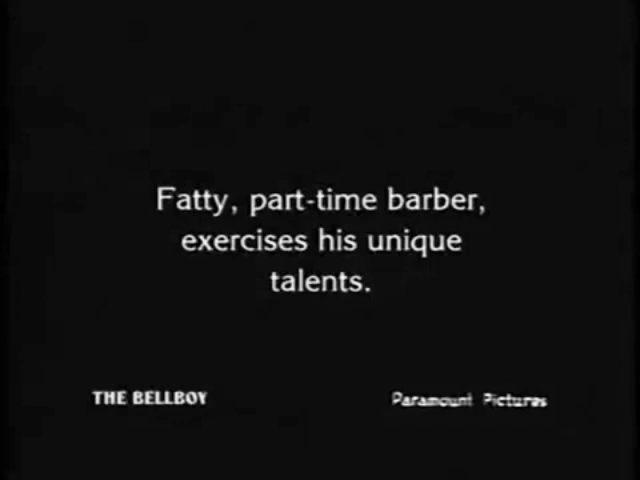 Fatty, part-time barber,
exercises his unique
talents.
THE BELLBOY
Paramount Pictures